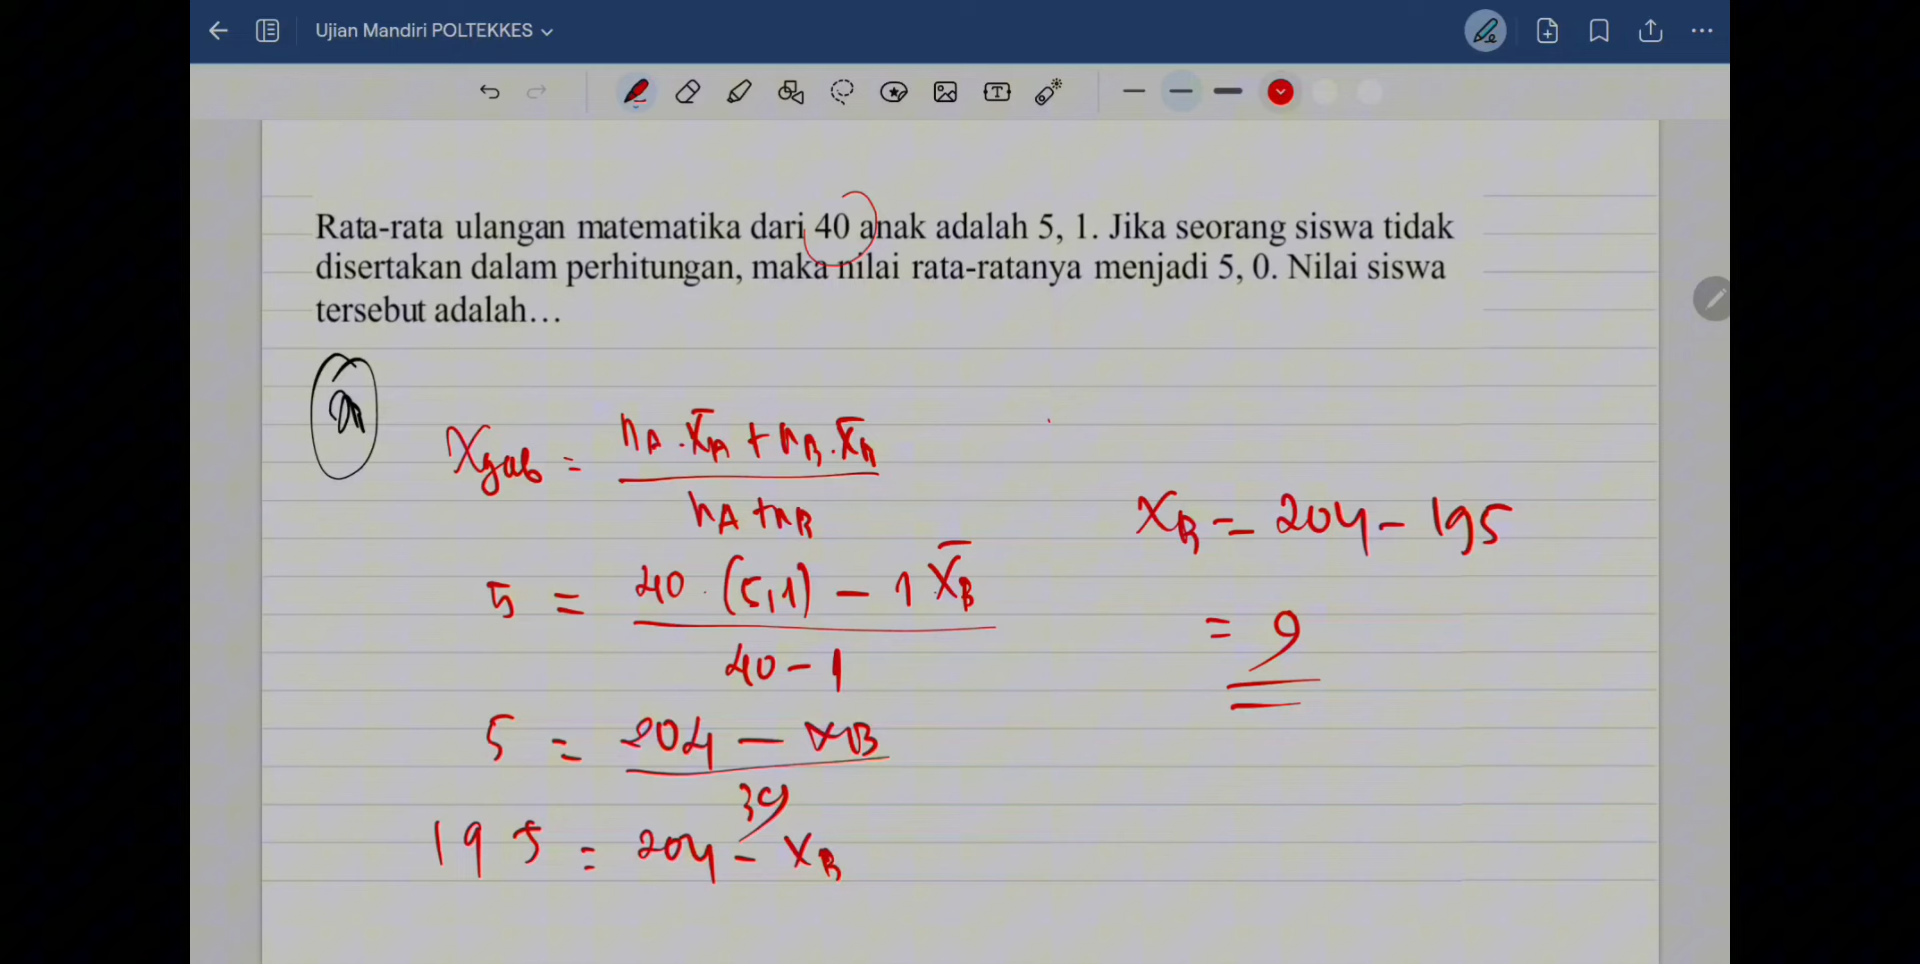 Ujian Mandiri POLTEKKES
Rata-rata ulangan matematika dari 40 anak adalah 5, 1. Jika seorang siswa tidak
disertakan dalam perhitungan, maka nilai rata-ratanya menjadi 5, 0. Nilai siswa
tersebut adalah…
Xgab = (nA . X̅A + nB . X̅B) / (nA + nB)
5 = (40 . (5,1) − 1 X̅B) / (40 − 1)
5 = (204 − XB) / 39
195 = 204 − XB
XB = 204 − 195
= 9